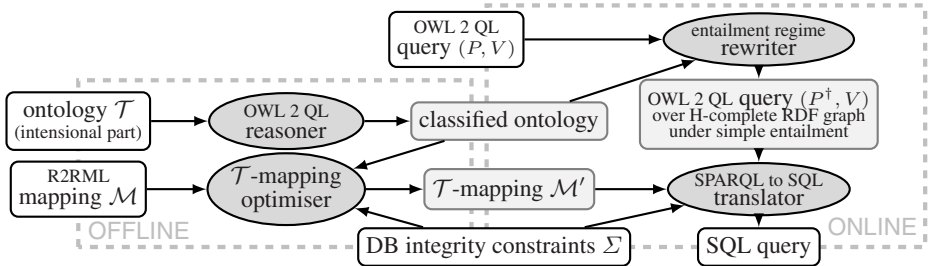 OWL 2 QL
query (P, V)
entailment regime
rewriter
ontology 𝒯
(intensional part)
OWL 2 QL
reasoner
classified ontology
OWL 2 QL query (P†, V)
over H-complete RDF graph
under simple entailment
R2RML
mapping ℳ
𝒯-mapping
optimiser
𝒯-mapping ℳ′
SPARQL to SQL
translator
OFFLINE
DB integrity constraints Σ
SQL query
ONLINE